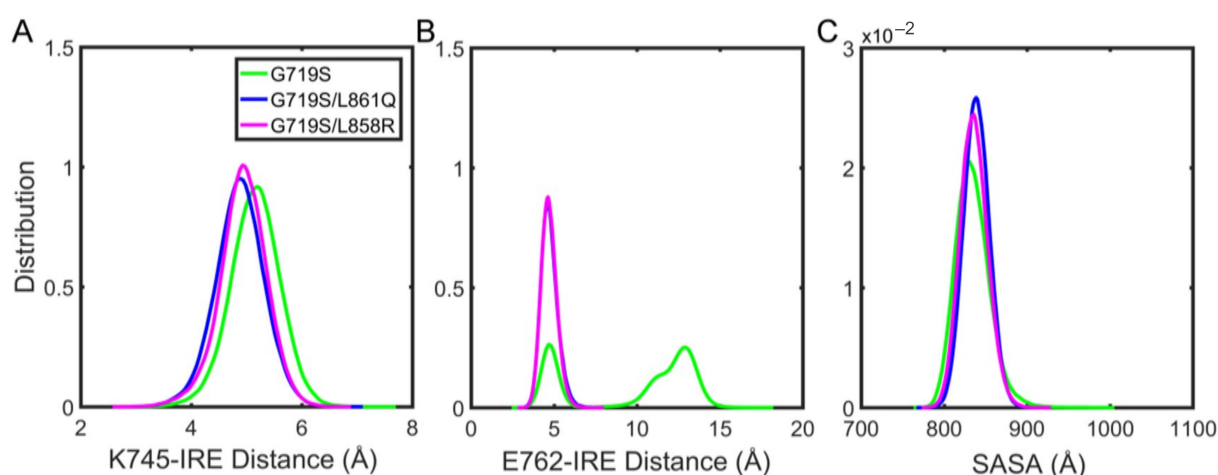 A
B
C
1.5
1
0.5
0
Distribution
G719S
G719S/L861Q
G719S/L858R
2
4
6
8
K745-IRE Distance (Å)
1.5
1
0.5
0
0
5
10
15
20
E762-IRE Distance (Å)
×10⁻²
3
2
1
0
700
800
900
1000
1100
SASA (Å)